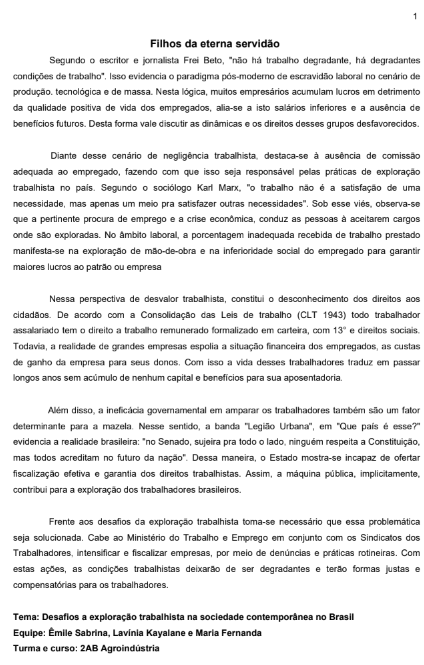 1
Filhos da eterna servidão
Segundo o escritor e jornalista Frei Beto, "não há trabalho degradante, há degradantes
condições de trabalho". Isso evidencia o paradigma pós-moderno de escravidão laboral no cenário de
produção. tecnológica e de massa. Nesta lógica, muitos empresários acumulam lucros em detrimento
da qualidade positiva de vida dos empregados, alia-se a isto salários inferiores e a ausência de
benefícios futuros. Desta forma vale discutir as dinâmicas e os direitos desses grupos desfavorecidos.
Diante desse cenário de negligência trabalhista, destaca-se à ausência de comissão
adequada ao empregado, fazendo com que isso seja responsável pelas práticas de exploração
trabalhista no país. Segundo o sociólogo Karl Marx, "o trabalho não é a satisfação de uma
necessidade, mas apenas um meio pra satisfazer outras necessidades". Sob esse viés, observa-se
que a pertinente procura de emprego e a crise econômica, conduz as pessoas à aceitarem cargos
onde são exploradas. No âmbito laboral, a porcentagem inadequada recebida de trabalho prestado
manifesta-se na exploração de mão-de-obra e na inferioridade social do empregado para garantir
maiores lucros ao patrão ou empresa
Nessa perspectiva de desvalor trabalhista, constitui o desconhecimento dos direitos aos
cidadãos. De acordo com a Consolidação das Leis de trabalho (CLT 1943) todo trabalhador
assalariado tem o direito a trabalho remunerado formalizado em carteira, com 13° e direitos sociais.
Todavia, a realidade de grandes empresas espolia a situação financeira dos empregados, as custas
de ganho da empresa para seus donos. Com isso a vida desses trabalhadores traduz em passar
longos anos sem acúmulo de nenhum capital e benefícios para sua aposentadoria.
Além disso, a ineficácia governamental em amparar os trabalhadores também são um fator
determinante para a mazela. Nesse sentido, a banda "Legião Urbana", em "Que país é esse?"
evidencia a realidade brasileira: "no Senado, sujeira pra todo o lado, ninguém respeita a Constituição,
mas todos acreditam no futuro da nação". Dessa maneira, o Estado mostra-se incapaz de ofertar
fiscalização efetiva e garantia dos direitos trabalhistas. Assim, a máquina pública, implicitamente,
contribui para a exploração dos trabalhadores brasileiros.
Frente aos desafios da exploração trabalhista torna-se necessário que essa problemática
seja solucionada. Cabe ao Ministério do Trabalho e Emprego em conjunto com os Sindicatos dos
Trabalhadores, intensificar e fiscalizar empresas, por meio de denúncias e práticas rotineiras. Com
estas ações, as condições trabalhistas deixarão de ser degradantes e terão formas justas e
compensatórias para os trabalhadores.
Tema: Desafios a exploração trabalhista na sociedade contemporânea no Brasil
Equipe: Êmile Sabrina, Lavínia Kayalane e Maria Fernanda
Turma e curso: 2AB Agroindústria